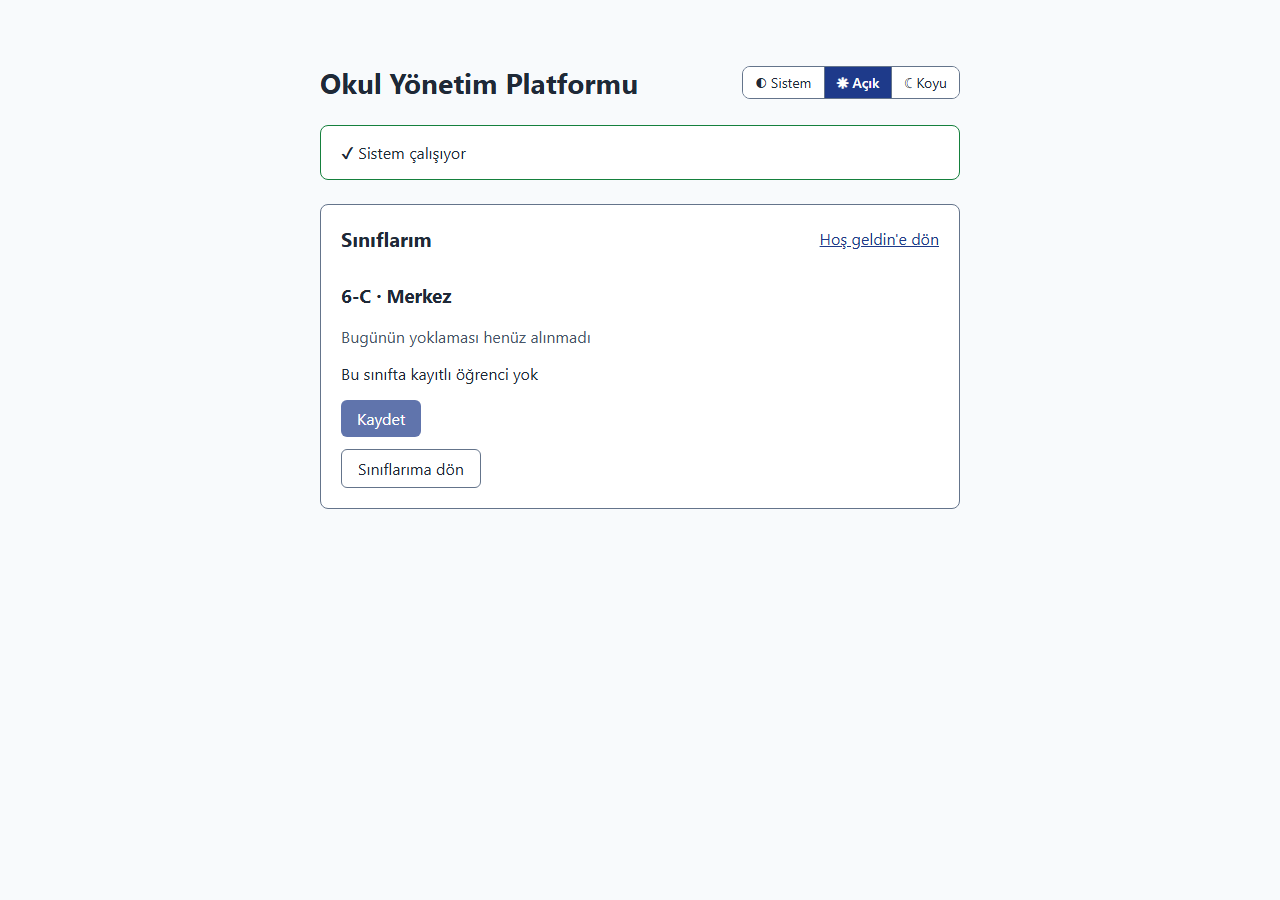 Okul Yönetim Platformu
◐ Sistem ❋ Açık ☾ Koyu
✓ Sistem çalışıyor
Sınıflarım
Hoş geldin'e dön
6-C · Merkez
Bugünün yoklaması henüz alınmadı
Bu sınıfta kayıtlı öğrenci yok
Kaydet
Sınıflarıma dön